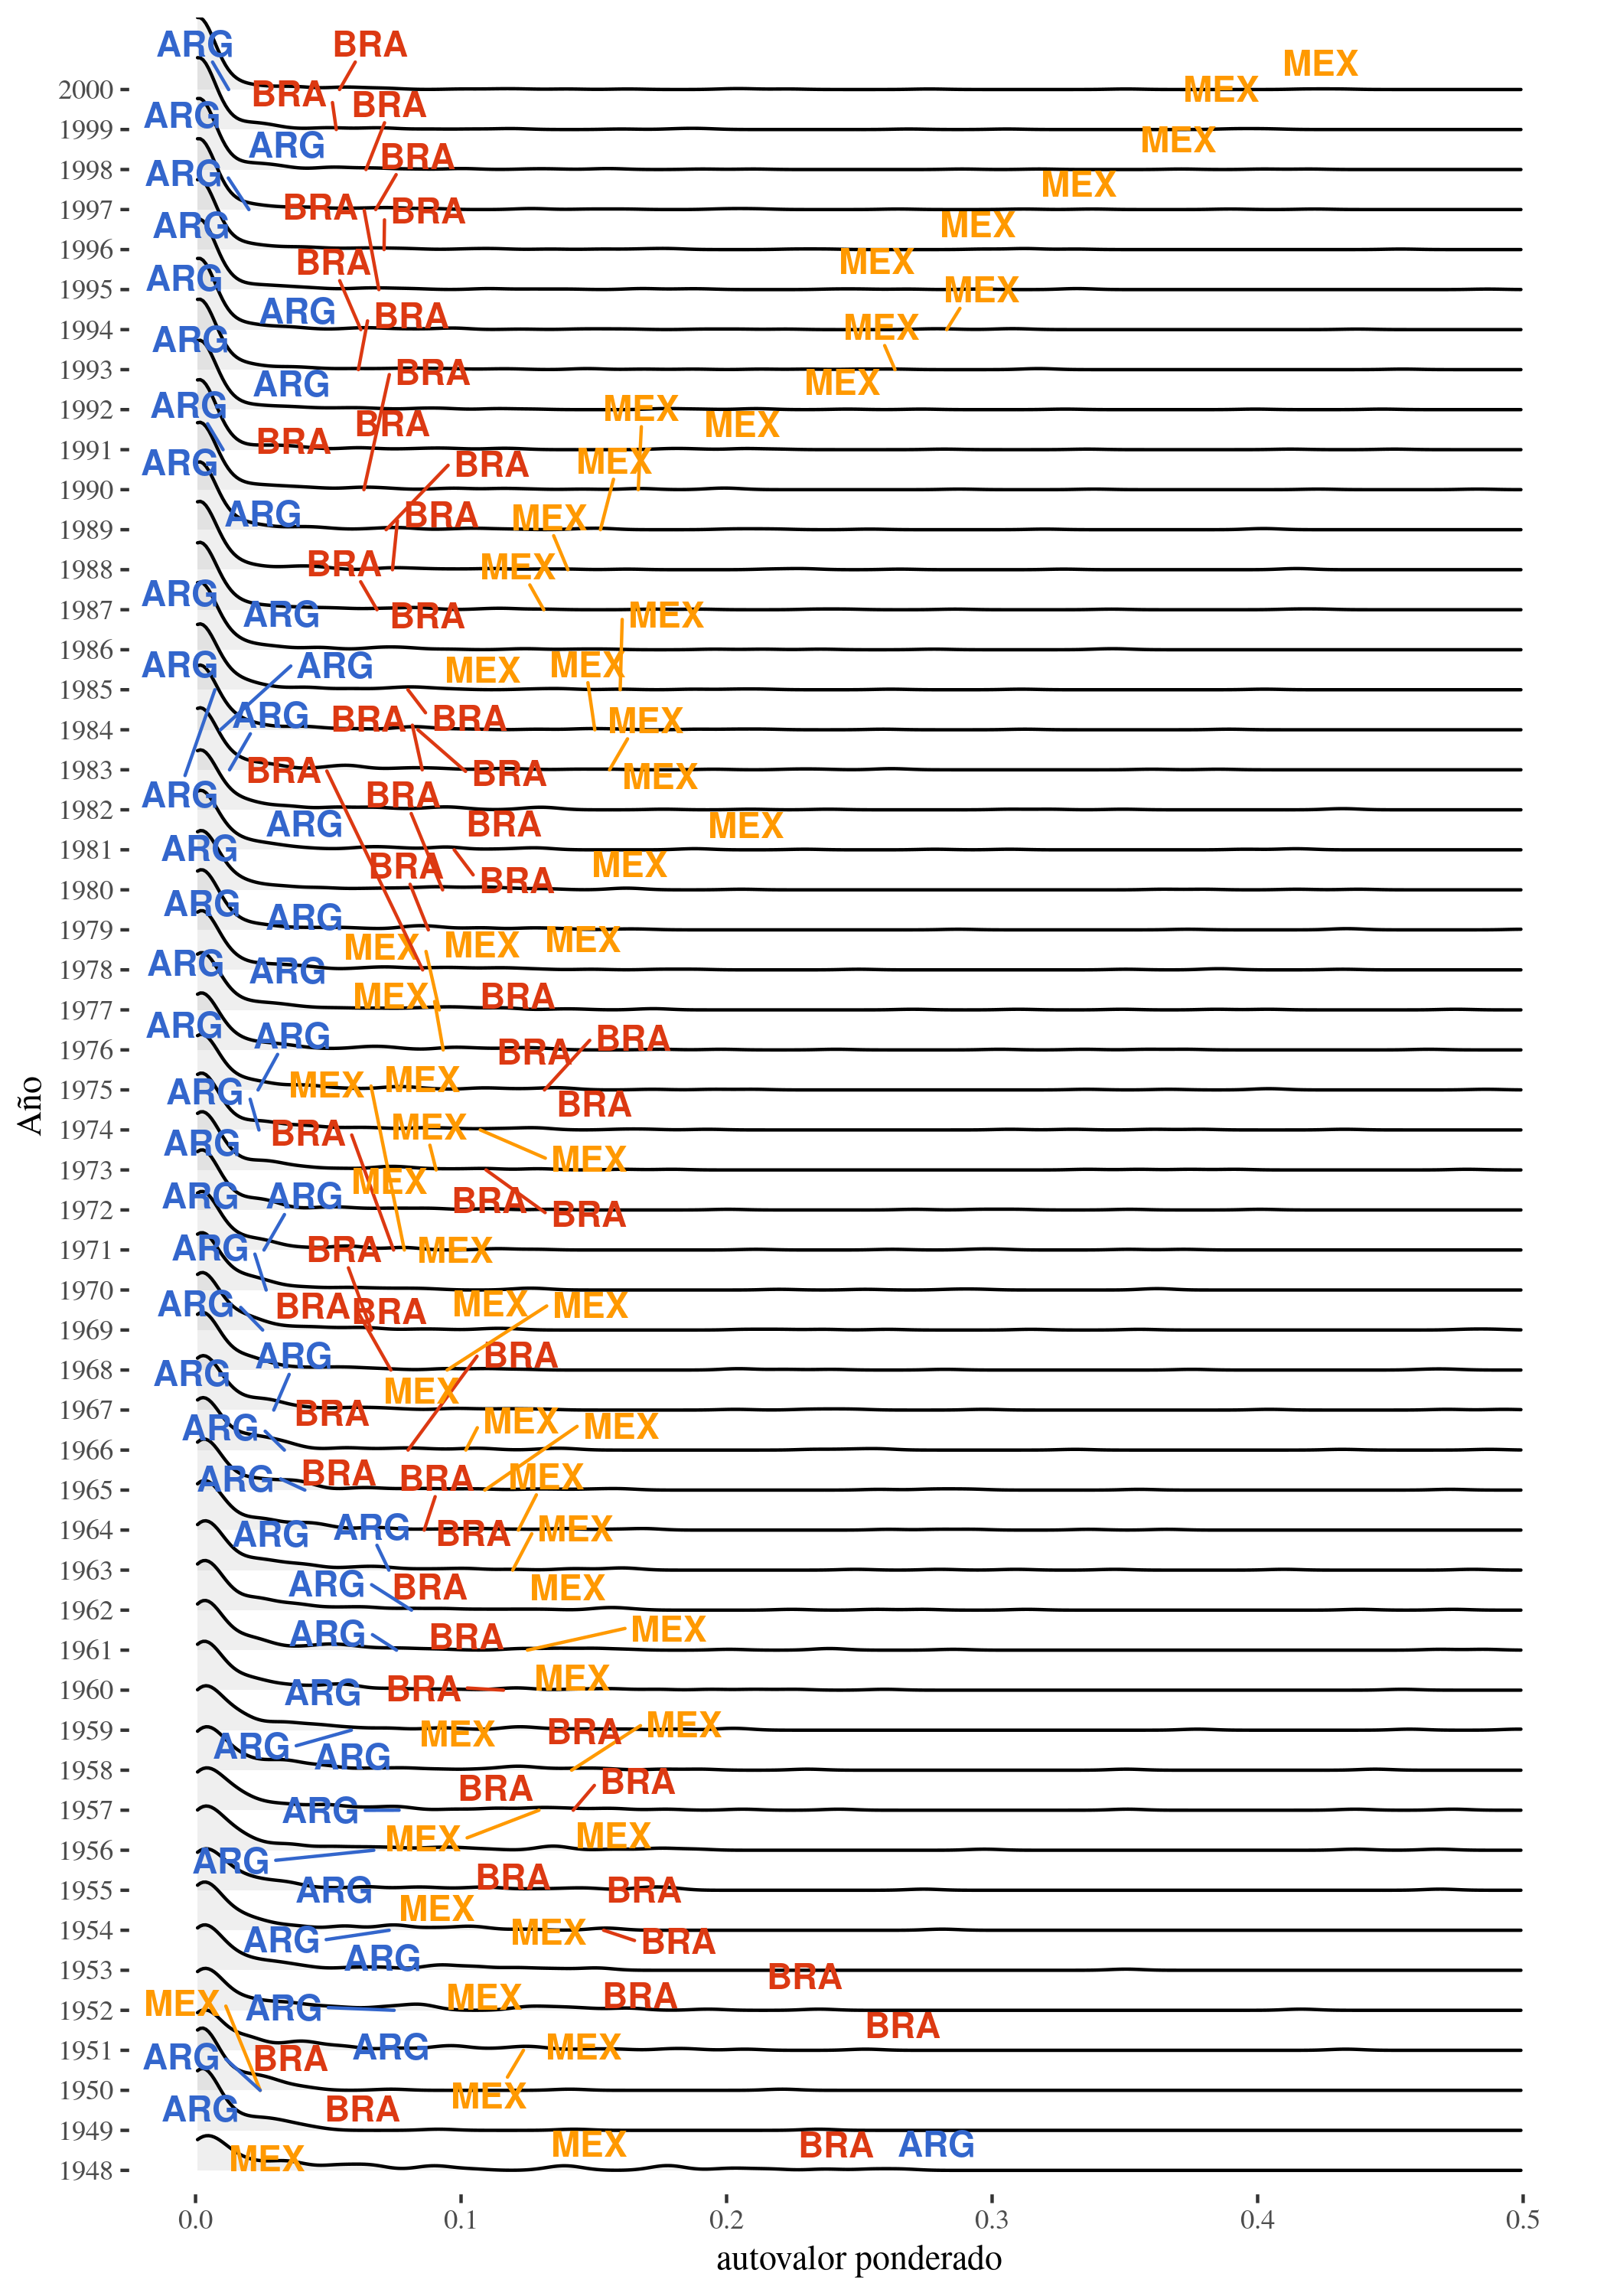 ARG BRA
MEX
2000 BRA MEX
ARG BRA
1999
ARG MEX
1998 BRA
ARG MEX
1997 BRA BRA
ARG MEX
1996
BRA MEX
1995 ARG MEX
ARG BRA
1994 MEX
ARG
1993 BRA
ARG MEX
1992 ARG MEX
BRA MEX
1991 BRA
ARG BRA MEX
1990
ARG BRA MEX
1989
BRA MEX
1988
ARG
1987 ARG BRA MEX
1986
ARG ARG MEX MEX
1985
ARG BRA BRA MEX
1984
1983 BRA BRA MEX
ARG BRA
1982
ARG BRA MEX
1981 ARG
BRA MEX
1980 BRA
ARG
1979 ARG
MEX MEX MEX
1978 ARG ARG
MEX BRA
1977
ARG ARG BRA
1976 BRA
MEX MEX
1975 ARG
BRA
1974 BRA MEX
ARG
1973 MEX
MEX
ARG ARG BRA
1972 BRA
1971 ARG BRA MEX
1970
ARG BRA BRA MEX MEX
1969
ARG BRA
1968 ARG
MEX
1967 BRA
ARG MEX MEX
1966
BRA BRA MEX
1965 ARG
1964 ARG ARG BRA MEX
1963
ARG BRA MEX
1962
ARG BRA MEX
1961
MEX
1960 ARG BRA
1959 MEX BRA MEX
ARG ARG
1958
BRA BRA
1957 ARG
MEX MEX
1956
ARG BRA
1955 ARG BRA
MEX
1954 MEX
ARG BRA
ARG
1953 BRA
MEX BRA
1952 MEX ARG
BRA
1951 ARG MEX
ARG BRA
1950 MEX
ARG BRA
1949
MEX BRA ARG
1948 MEX
Año
0.0 0.1 0.2 0.3 0.4 0.5
autovalor ponderado